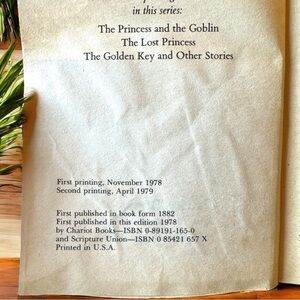 in this series:
The Princess and the Goblin
The Lost Princess
The Golden Key and Other Stories
First printing, November 1978
Second printing, April 1979
First published in book form 1882
First published in this edition 1978
by Chariot Books—ISBN 0-89191-165-0
and Scripture Union—ISBN 0 85421 657 X
Printed in U.S.A.